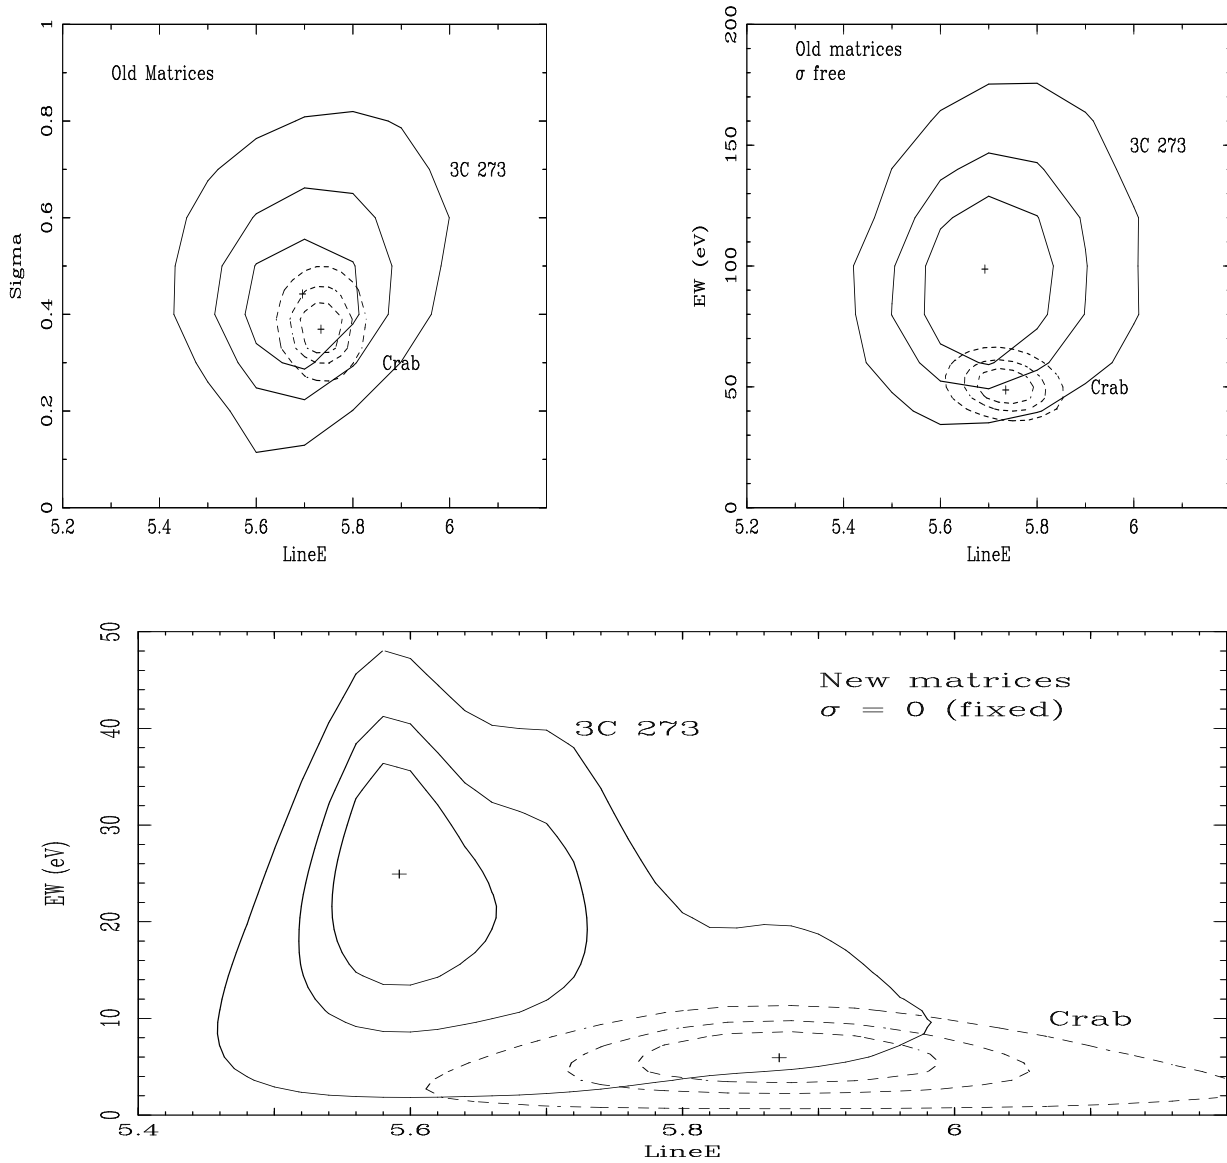 1
0.8
0.6
0.4
0.2
0
Sigma
Old Matrices
3C 273
Crab
5.2
5.4
5.6
5.8
6
LineE
200
150
100
50
0
EW (eV)
Old matrices
σ free
3C 273
Crab
5.2
5.4
5.6
5.8
6
LineE
50
40
30
20
10
0
EW (eV)
New matrices
σ = 0 (fixed)
3C 273
Crab
5.4
5.6
5.8
6
LineE